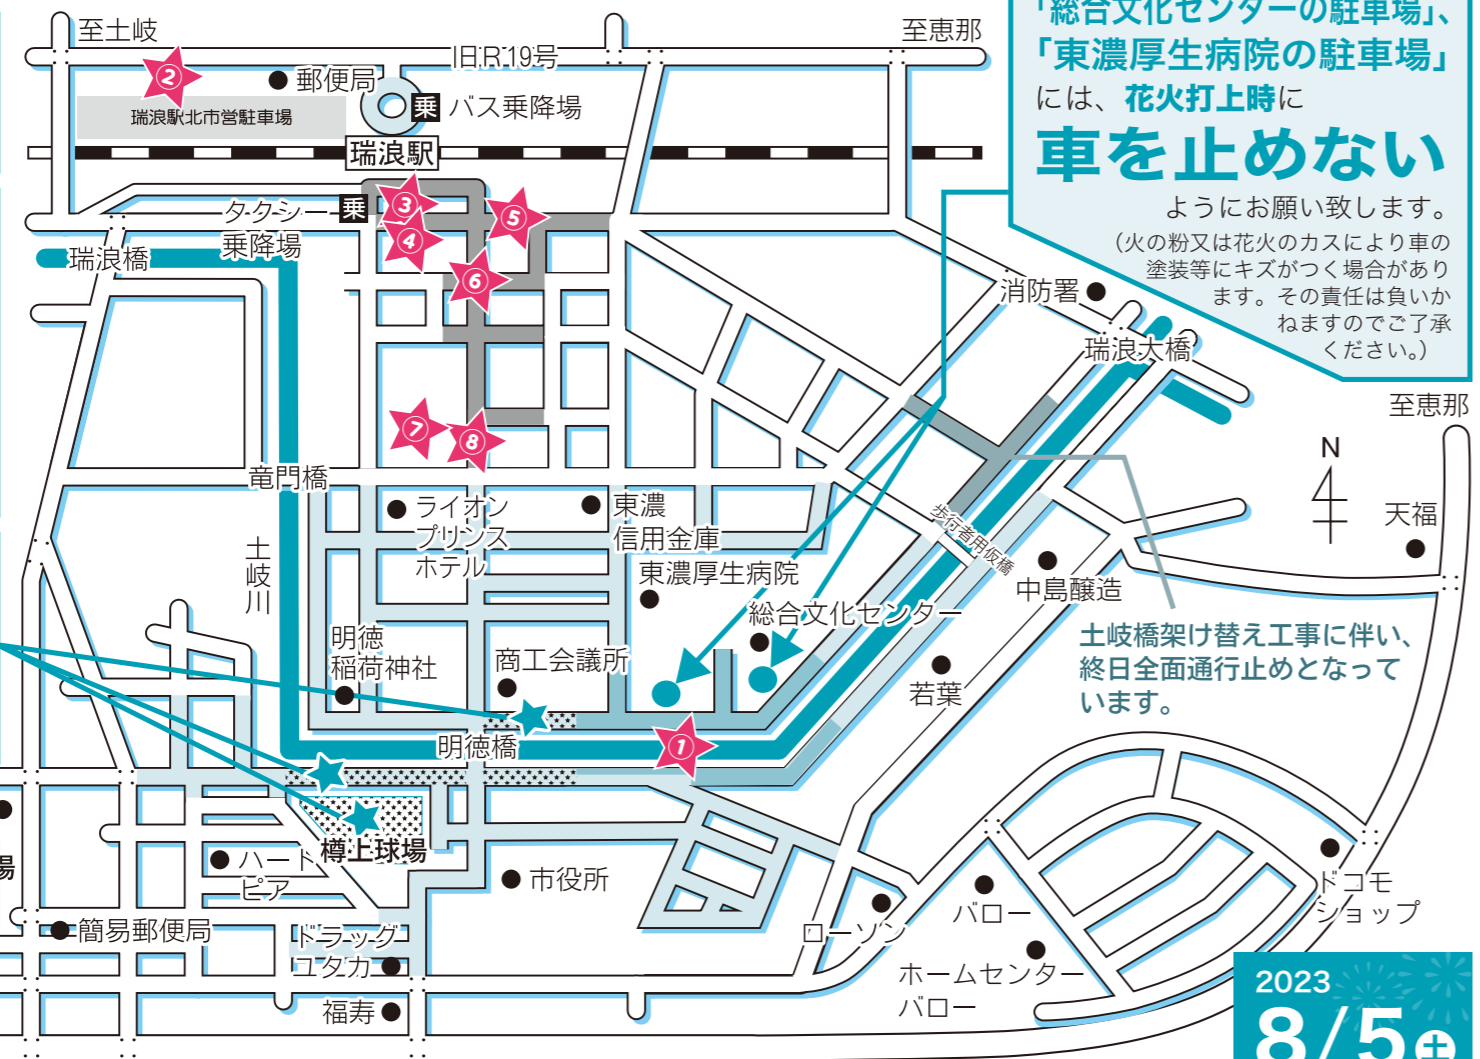 「総合文化センターの駐車場」、
「東濃厚生病院の駐車場」
には、花火打上時に
車を止めない
ようにお願い致します。
（火の粉又は花火のカスにより車の
塗装等にキズがつく場合があり
ます。その責任は負いか
ねますのでご了承
ください。）
至土岐
旧R19号
至恵那
②
郵便局
瑞浪駅北市営駐車場
乗 バス乗降場
瑞浪駅
タクシー 乗
乗降場
③
④
⑤
⑥
瑞浪橋
消防署
瑞浪大橋
至恵那
⑦
⑧
N
竜門橋
ライオン
プリンス
ホテル
東濃
信用金庫
歩行者用仮橋
天福
土岐川
東濃厚生病院
中島醸造
総合文化センター
明徳
稲荷神社
商工会議所
土岐橋架け替え工事に伴い、
終日全面通行止めとなって
います。
若葉
明徳橋
①
樽上球場
場
ハート
ピア
市役所
ドコモ
ショップ
バロー
ローソン
簡易郵便局
ドラッグ
ユタカ
ホームセンター
バロー
福寿
2023
8/5土